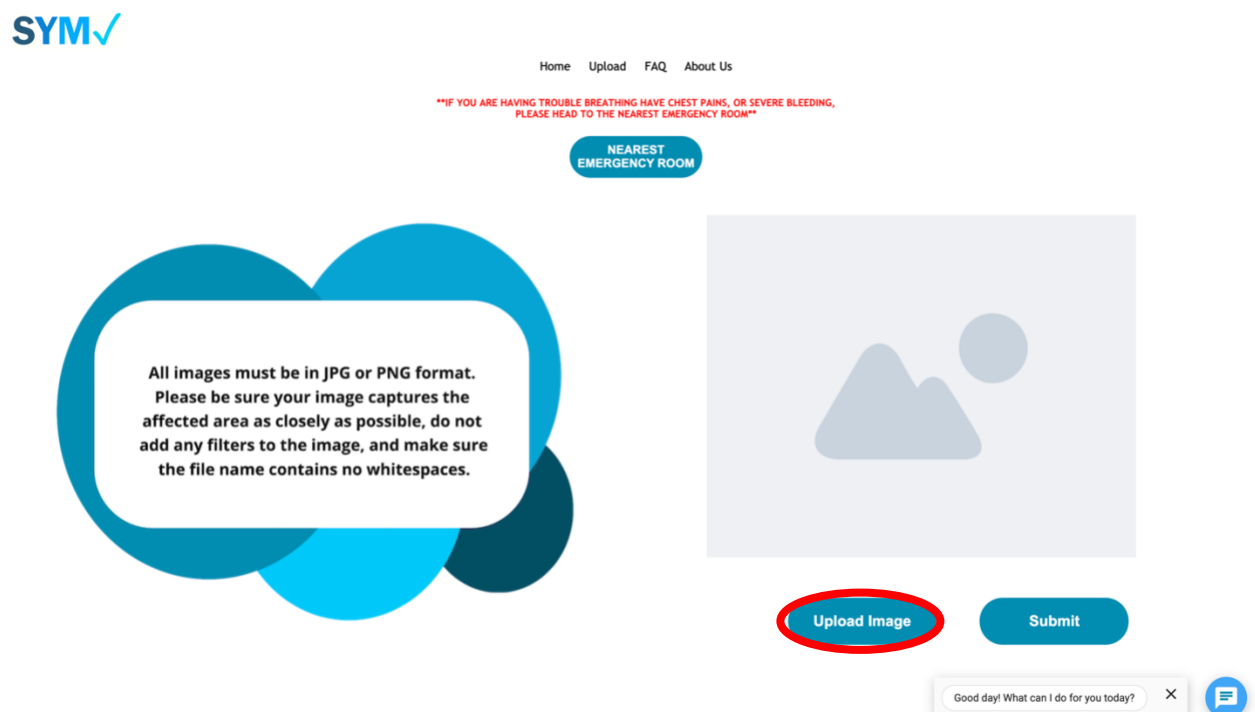 SYM✓
Home Upload FAQ About Us
**IF YOU ARE HAVING TROUBLE BREATHING HAVE CHEST PAINS, OR SEVERE BLEEDING,
PLEASE HEAD TO THE NEAREST EMERGENCY ROOM**
NEAREST
EMERGENCY ROOM
All images must be in JPG or PNG format.
Please be sure your image captures the
affected area as closely as possible, do not
add any filters to the image, and make sure
the file name contains no whitespaces.
Upload Image
Submit
Good day! What can I do for you today?